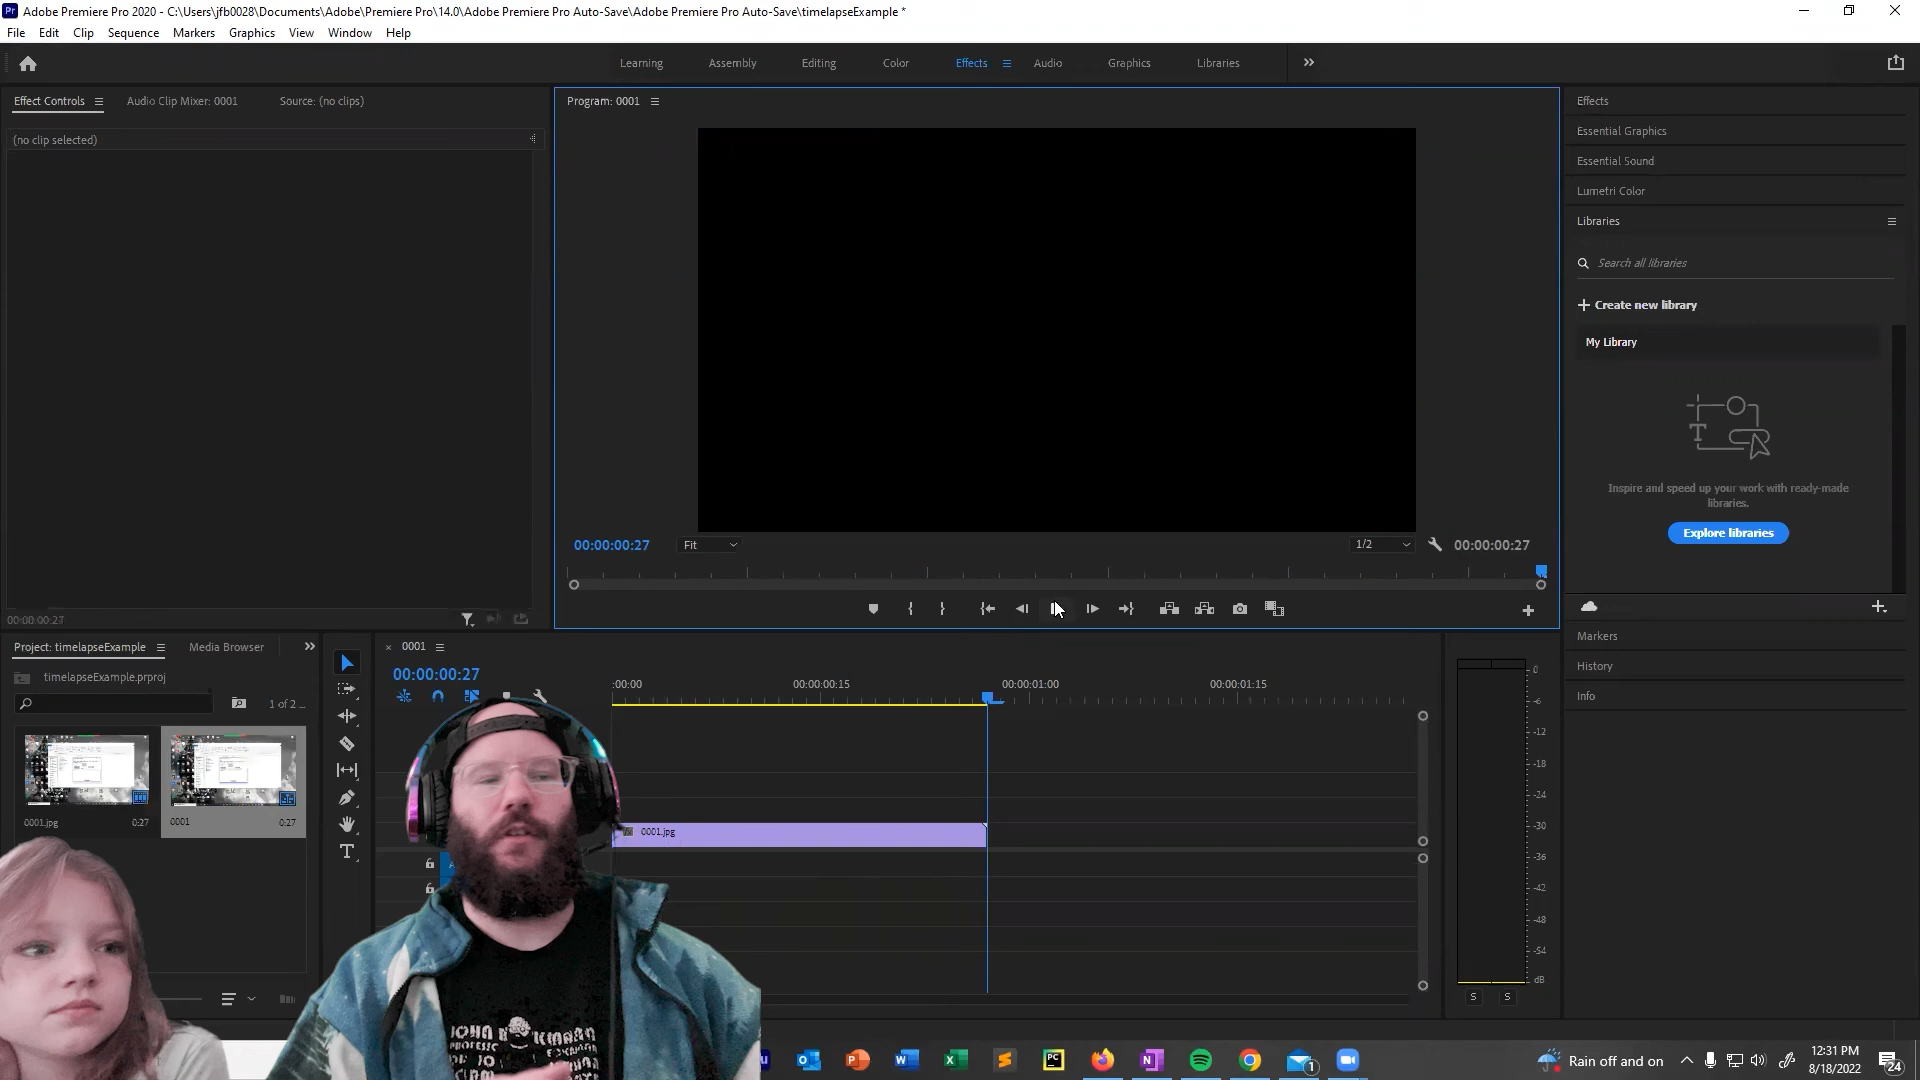 Adobe Premiere Pro 2020 - C:\Users\jfb0028\Documents\Adobe\Premiere Pro\14.0\Adobe Premiere Pro Auto-Save\Adobe Premiere Pro Auto-Save\timelapseExample *
File Edit Clip Sequence Markers Graphics View Window Help
Learning Assembly Editing Color Effects Audio Graphics Libraries
Effect Controls Audio Clip Mixer: 0001 Source: (no clips)
(no clip selected)
00:00:00:27
Program: 0001
00:00:00:27 Fit 1/2 00:00:00:27
Effects
Essential Graphics
Essential Sound
Lumetri Color
Libraries
Search all libraries
+ Create new library
My Library
Inspire and speed up your work with ready-made
libraries.
Explore libraries
Markers
History
Info
Project: timelapseExample Media Browser
timelapseExample.prproj
1 of 2 ...
0001.jpg 0:27
0001 0:27
0001
00:00:00:27
:00:00 00:00:00:15 00:00:01:00 00:00:01:15
0001.jpg
0
-6
-12
-18
-24
-30
-36
-42
-48
-54
dB
S S
JOHN
Rain off and on
12:31 PM
8/18/2022
24
1